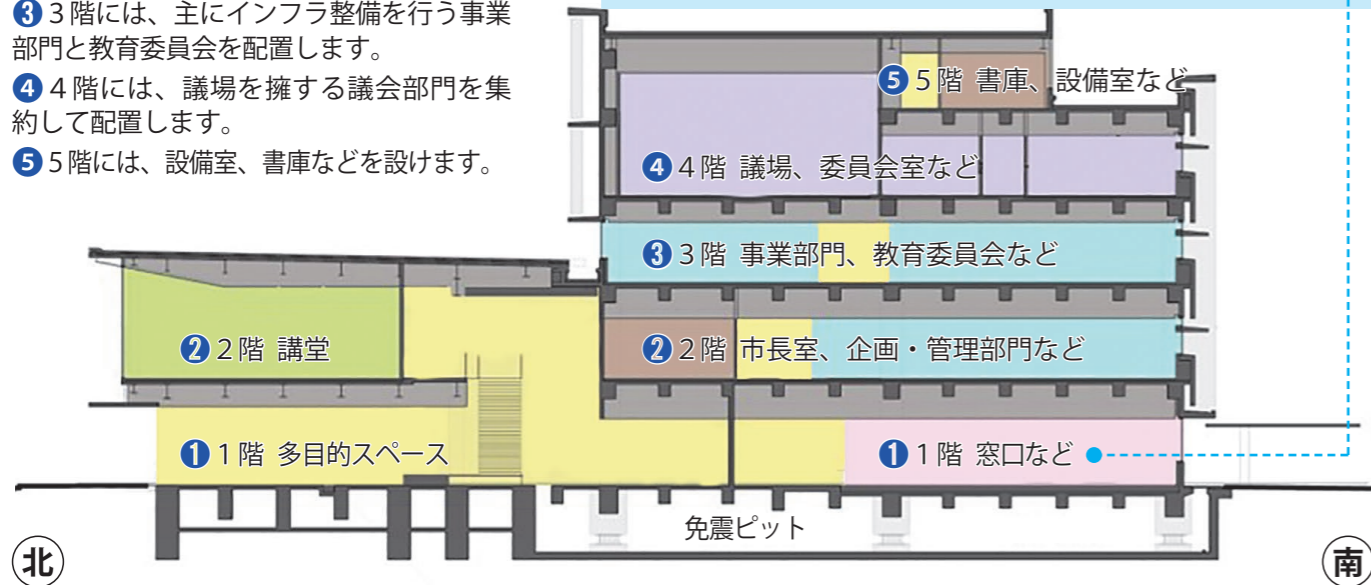 ❸３階には、主にインフラ整備を行う事業
部門と教育委員会を配置します。
❹４階には、議場を擁する議会部門を集
約して配置します。
❺５階には、設備室、書庫などを設けます。
❺５階 書庫、設備室など
❹４階 議場、委員会室など
❸３階 事業部門、教育委員会など
❷２階 講堂
❷２階 市長室、企画・管理部門など
❶１階 多目的スペース
❶１階 窓口など
免震ピット
北
南